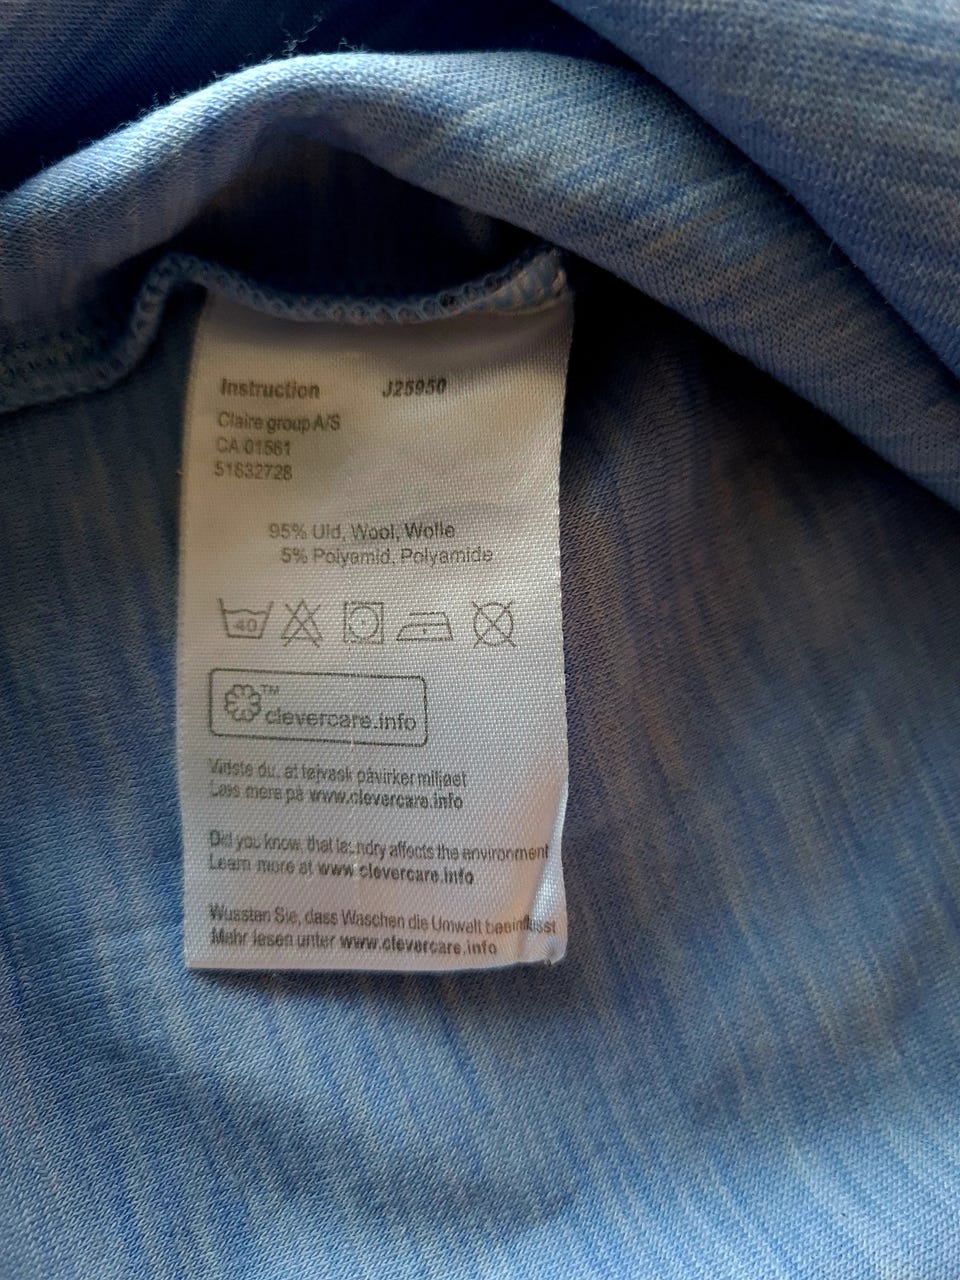 Instruction J25950
Claire group A/S
CA 01561
51832728
95% Uld, Wool, Wolle
5% Polyamid, Polyamide
40
TM
clevercare.info
Vidste du, at tøjvask påvirker miljøet
Læs mere på www.clevercare.info
Did you know, that laundry affects the environment
Learn more at www.clevercare.info
Wussten Sie, dass Waschen die Umwelt beeinflusst
Mehr lesen unter www.clevercare.info